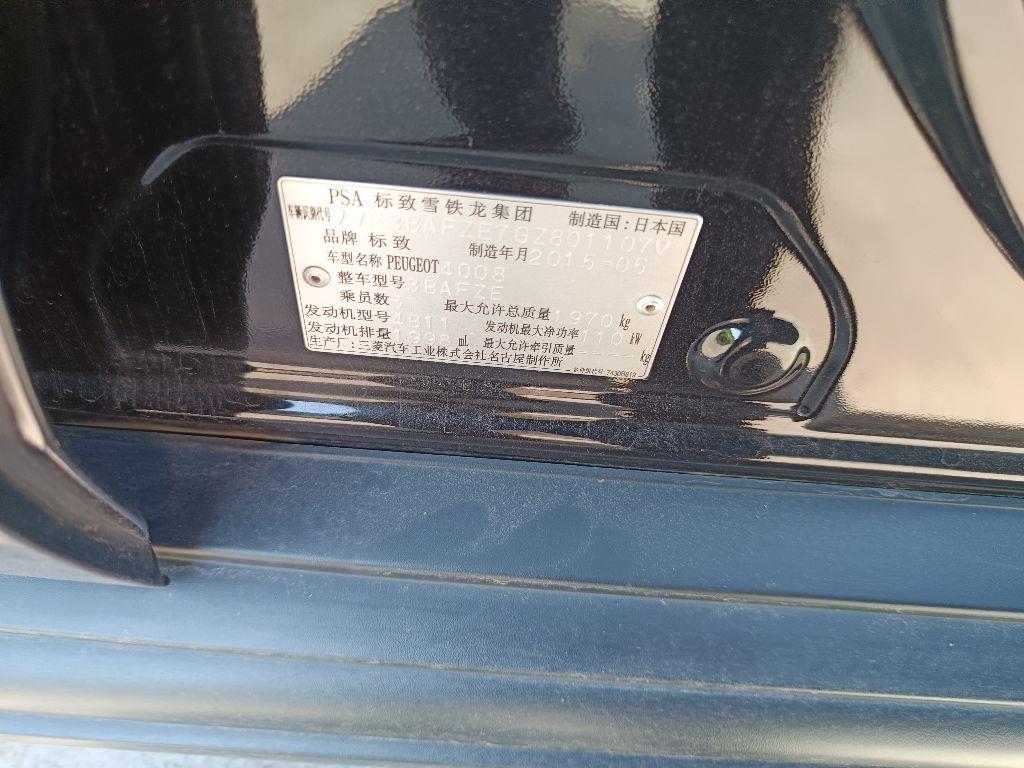 PSA 标致雪铁龙集团 制造国:日本国
车辆识别代号 BAFZE7GZ801107
品牌 标致 制造年月 2015-05
车型名称 PEUGEOT 4008
整车型号 BAFZE
乘员数 最大允许总质量 1970 kg
发动机型号 4B11 发动机最大净功率 110 kW
发动机排量 1998 ml 最大允许牵引质量 ---- kg
生产厂:三菱汽车工业株式会社名古屋制作所